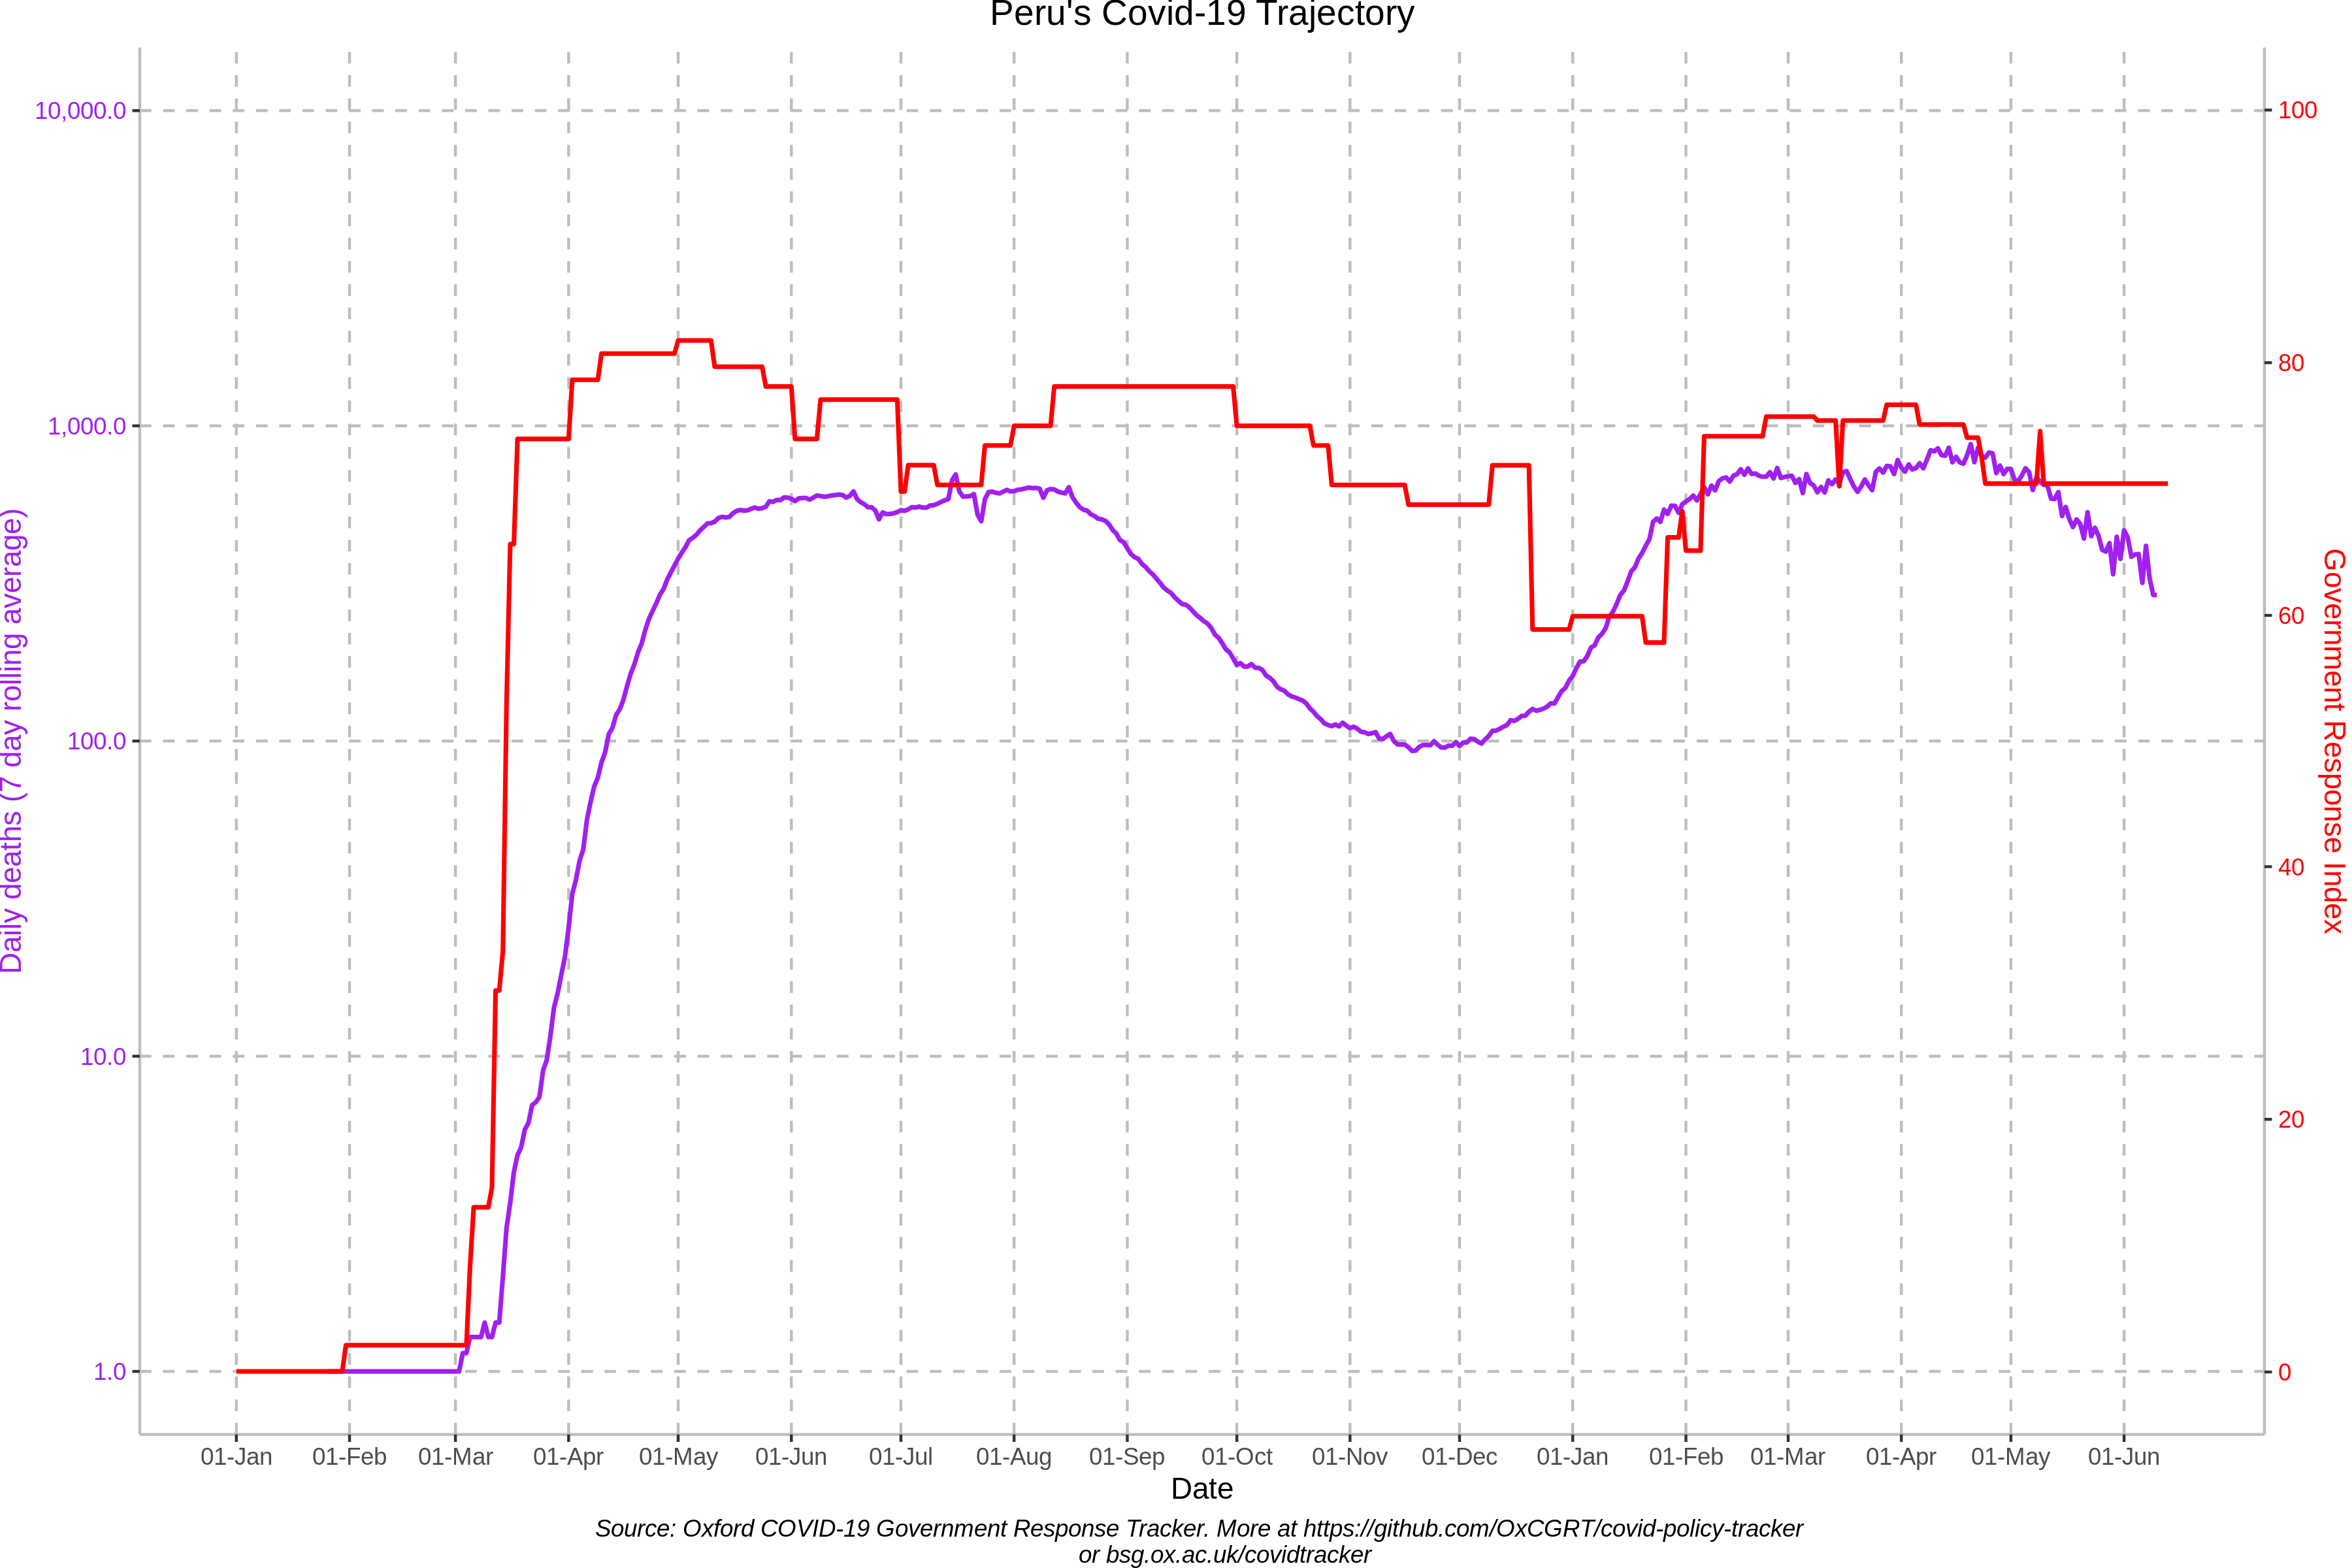 Peru's Covid-19 Trajectory
10,000.0
1,000.0
100.0
10.0
1.0
Daily deaths (7 day rolling average)
100
80
60
40
20
0
Government Response Index
01-Jan 01-Feb 01-Mar 01-Apr 01-May 01-Jun 01-Jul 01-Aug 01-Sep 01-Oct 01-Nov 01-Dec 01-Jan 01-Feb 01-Mar 01-Apr 01-May 01-Jun
Date
Source: Oxford COVID-19 Government Response Tracker. More at https://github.com/OxCGRT/covid-policy-tracker
or bsg.ox.ac.uk/covidtracker